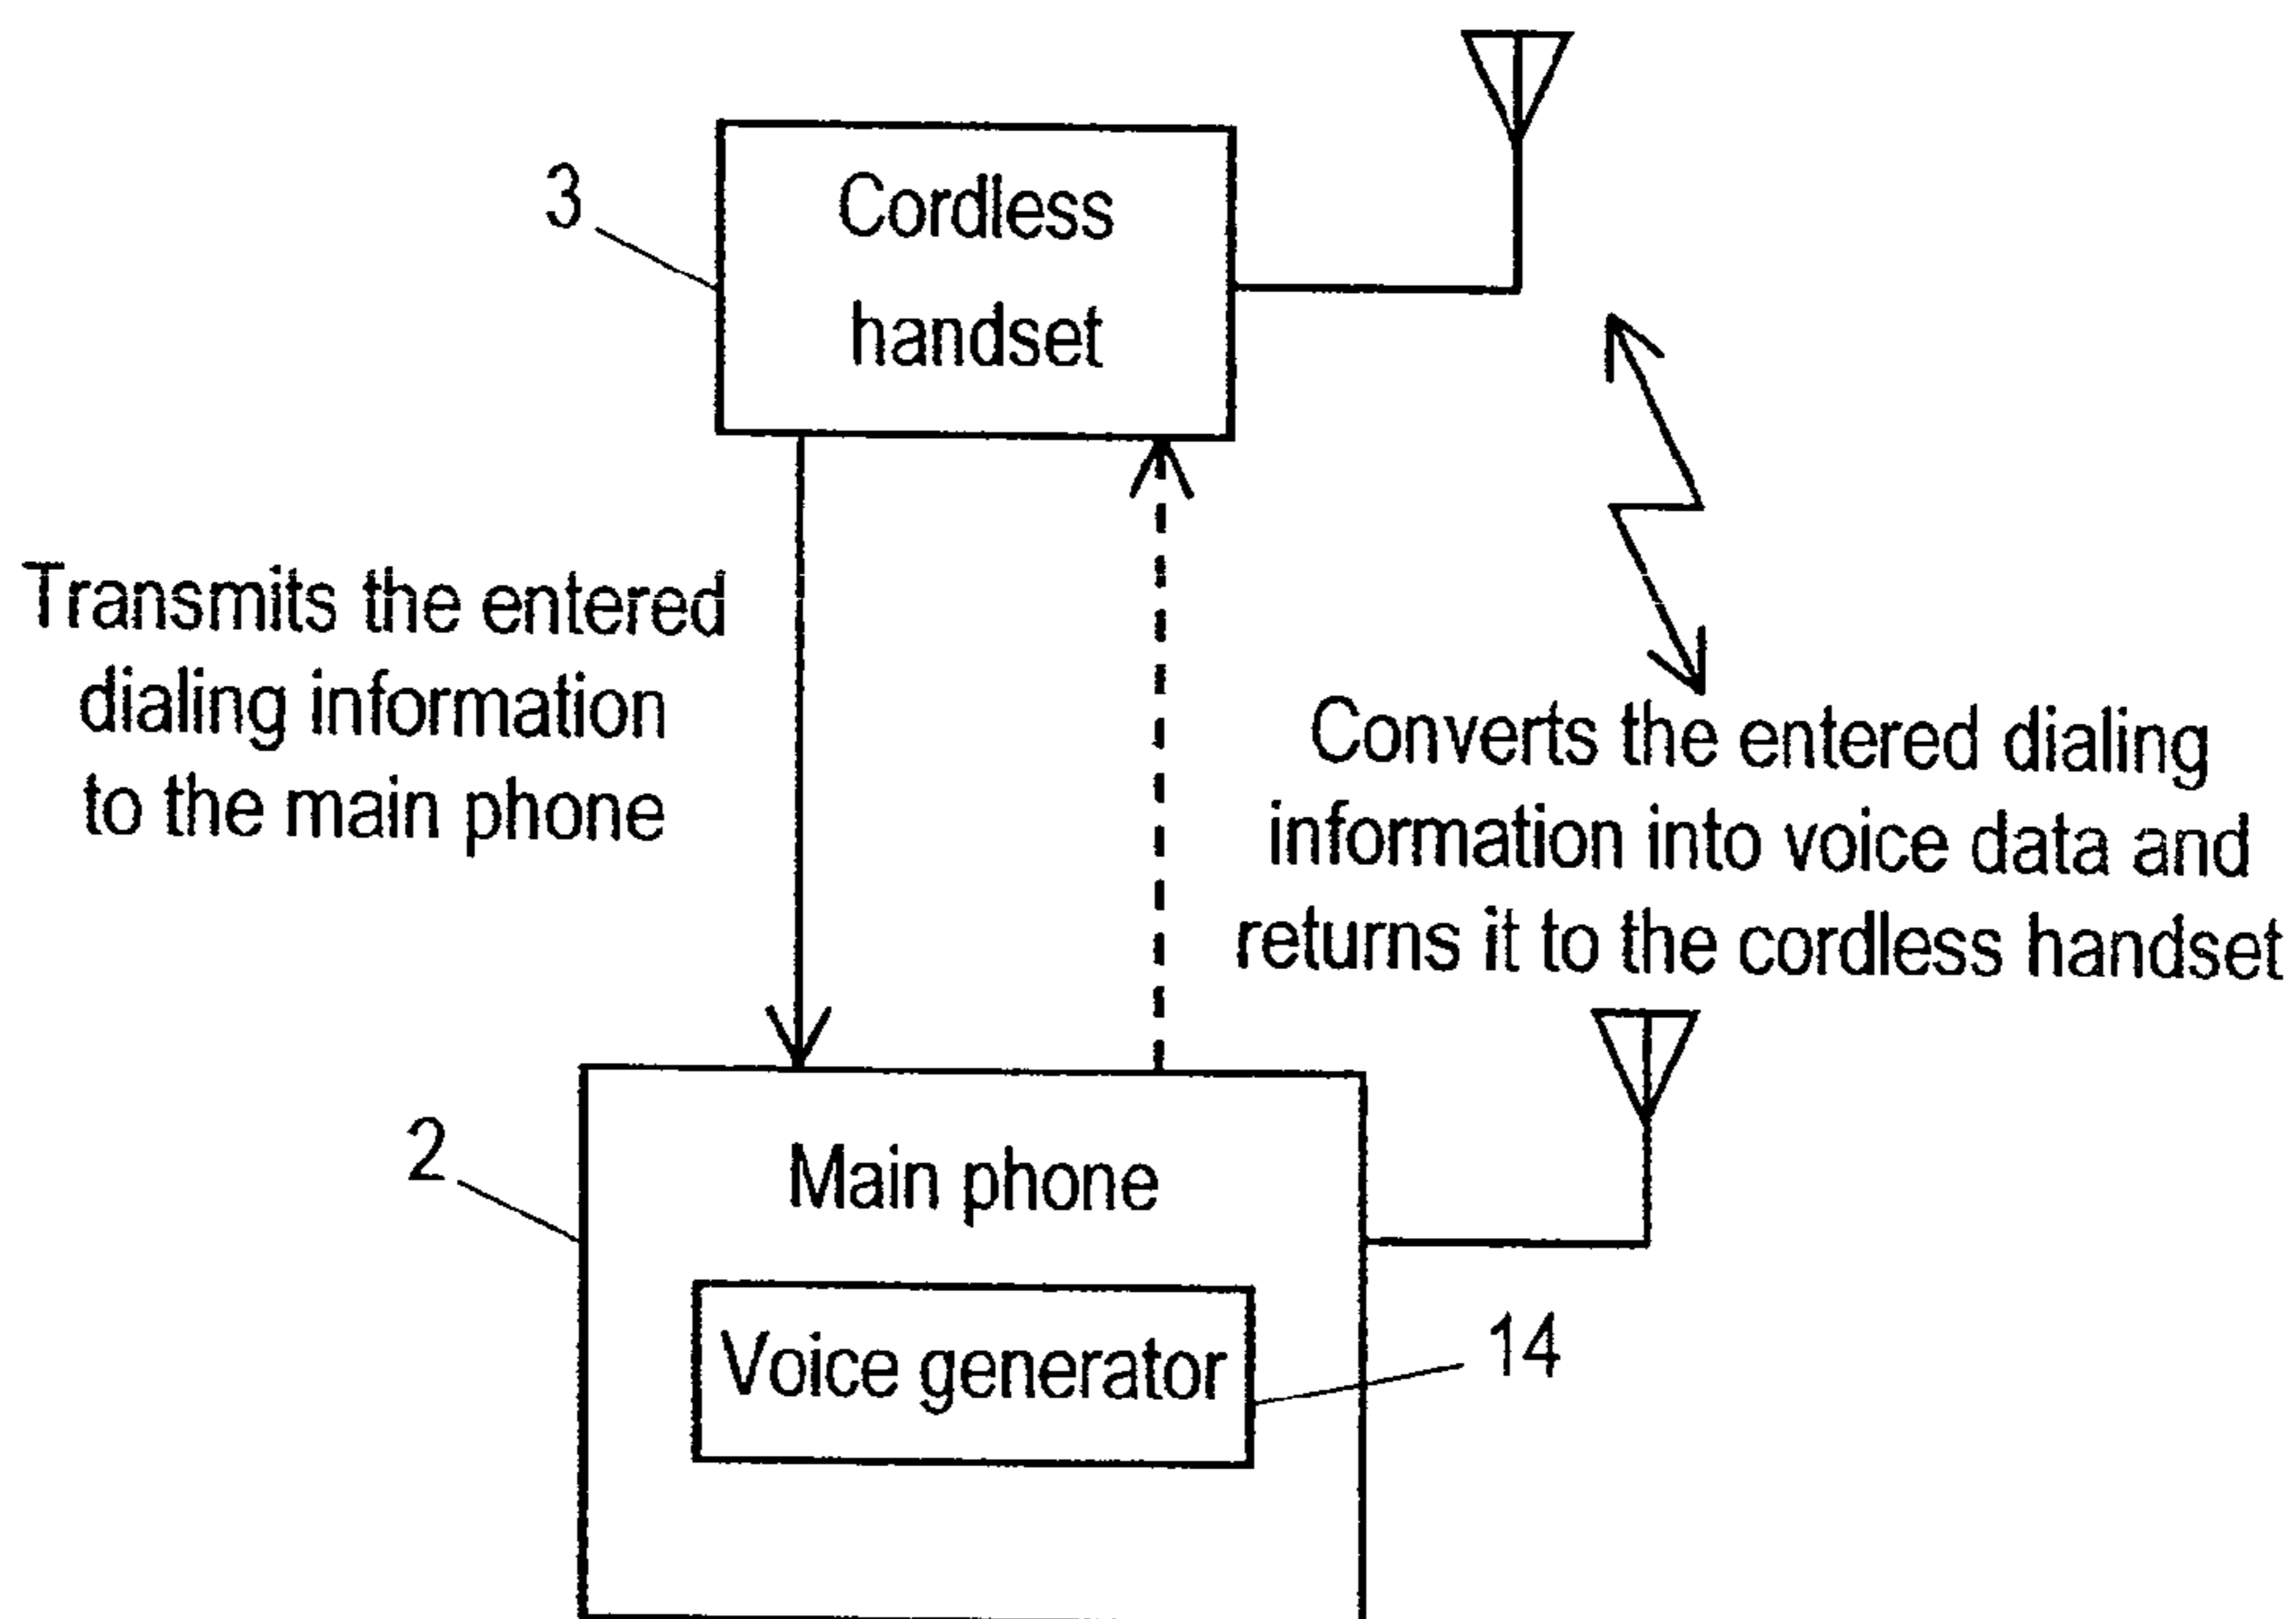 3
Cordless
handset
Transmits the entered
dialing information
to the main phone
Converts the entered dialing
information into voice data and
returns it to the cordless handset
2
Main phone
Voice generator
14